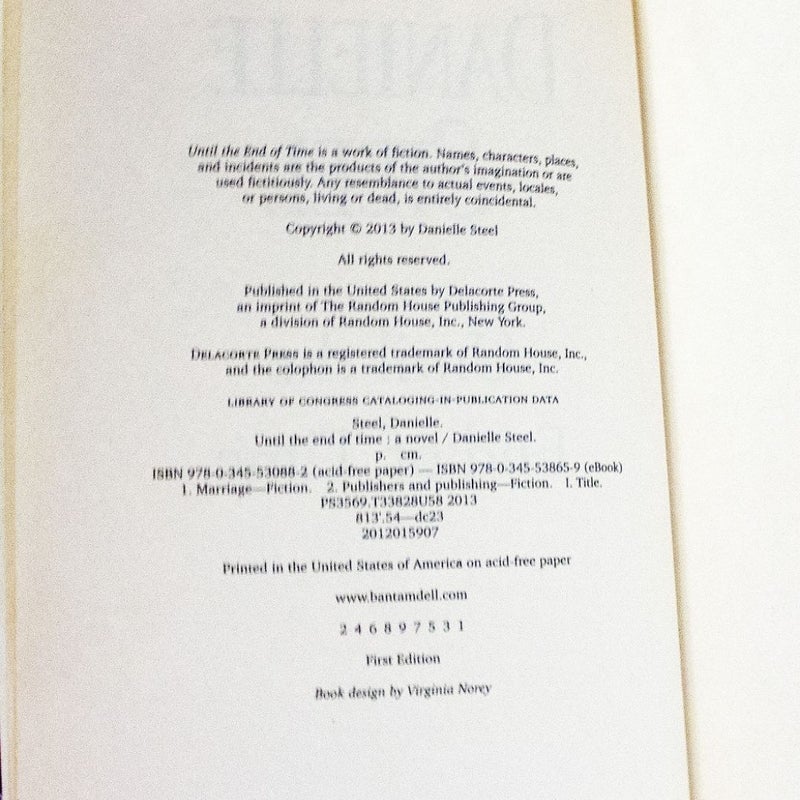 DANIELLE
Until the End of Time is a work of fiction. Names, characters, places,
and incidents are the products of the author's imagination or are
used fictitiously. Any resemblance to actual events, locales,
or persons, living or dead, is entirely coincidental.
Copyright © 2013 by Danielle Steel
All rights reserved.
Published in the United States by Delacorte Press,
an imprint of The Random House Publishing Group,
a division of Random House, Inc., New York.
DELACORTE PRESS is a registered trademark of Random House, Inc.,
and the colophon is a trademark of Random House, Inc.
LIBRARY OF CONGRESS CATALOGING-IN-PUBLICATION DATA
Steel, Danielle.
Until the end of time : a novel / Danielle Steel.
p. cm.
ISBN 978-0-345-53088-2 (acid-free paper) — ISBN 978-0-345-53865-9 (eBook)
1. Marriage—Fiction. 2. Publishers and publishing—Fiction. I. Title.
PS3569.T33828U58 2013
813'.54—dc23
2012015907
Printed in the United States of America on acid-free paper
www.bantamdell.com
2 4 6 8 9 7 5 3 1
First Edition
Book design by Virginia Norey